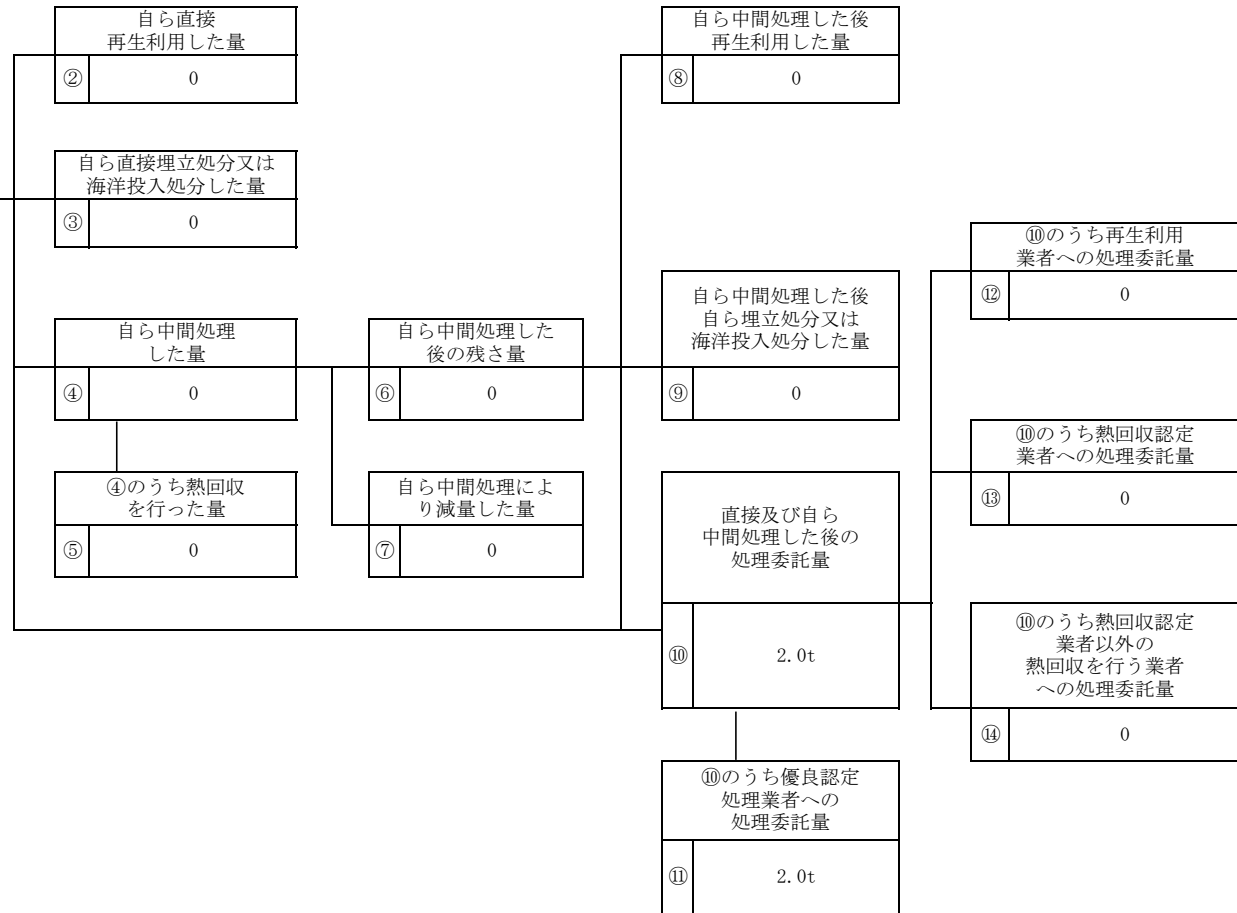 自ら直接
再生利用した量
② 0
自ら中間処理した後
再生利用した量
⑧ 0
自ら直接埋立処分又は
海洋投入処分した量
③ 0
⑩のうち再生利用
業者への処理委託量
⑫ 0
自ら中間処理
した量
④ 0
自ら中間処理した
後の残さ量
⑥ 0
自ら中間処理した後
自ら埋立処分又は
海洋投入処分した量
⑨ 0
⑩のうち熱回収認定
業者への処理委託量
⑬ 0
④のうち熱回収
を行った量
⑤ 0
自ら中間処理によ
り減量した量
⑦ 0
直接及び自ら
中間処理した後の
処理委託量
⑩ 2.0t
⑩のうち熱回収認定
業者以外の
熱回収を行う業者
への処理委託量
⑭ 0
⑩のうち優良認定
処理業者への
処理委託量
⑪ 2.0t